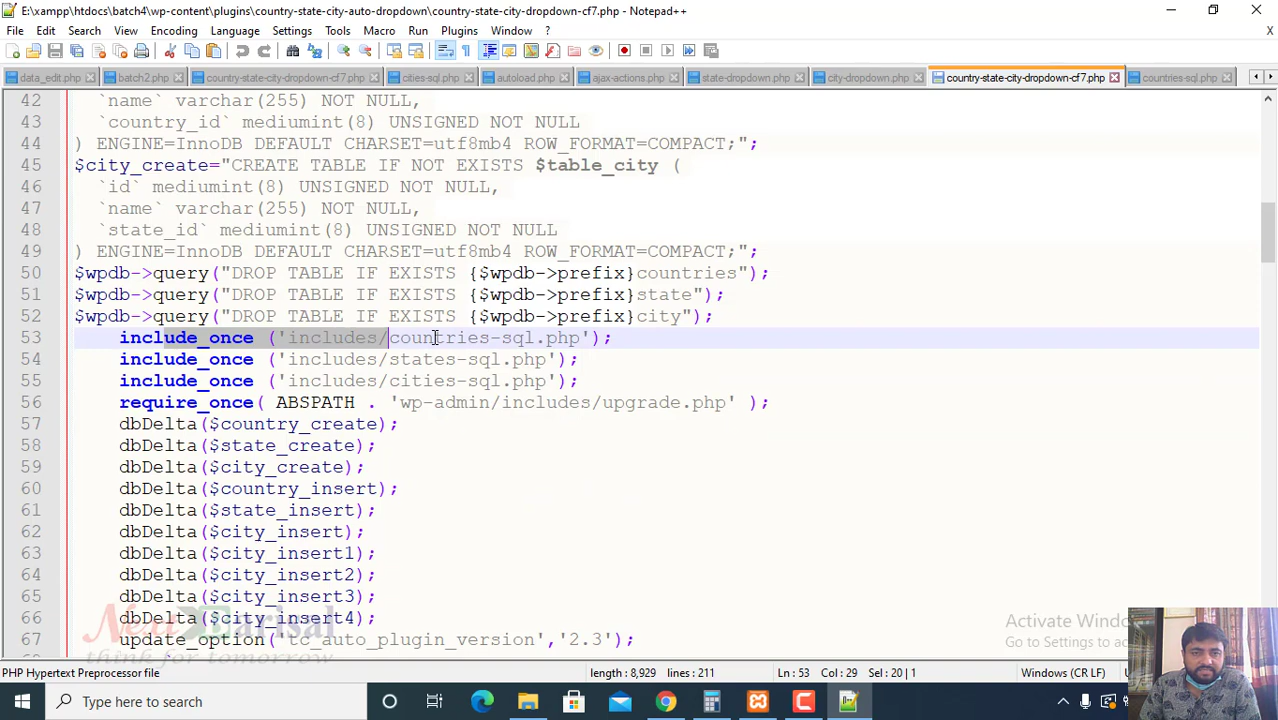 E:\xampp\htdocs\batch4\wp-content\plugins\country-state-city-auto-dropdown\country-state-city-dropdown-cf7.php - Notepad++
File Edit Search View Encoding Language Settings Tools Macro Run Plugins Window ? X
data_edit.php batch2.php country-state-city-dropdown-cf7.php cities-sql.php autoload.php ajax-actions.php state-dropdown.php city-dropdown.php country-state-city-dropdown-cf7.php countries-sql.php
42 `name` varchar(255) NOT NULL,
43 `country_id` mediumint(8) UNSIGNED NOT NULL
44 ) ENGINE=InnoDB DEFAULT CHARSET=utf8mb4 ROW_FORMAT=COMPACT;";
45 $city_create="CREATE TABLE IF NOT EXISTS $table_city (
46 `id` mediumint(8) UNSIGNED NOT NULL,
47 `name` varchar(255) NOT NULL,
48 `state_id` mediumint(8) UNSIGNED NOT NULL
49 ) ENGINE=InnoDB DEFAULT CHARSET=utf8mb4 ROW_FORMAT=COMPACT;";
50 $wpdb->query("DROP TABLE IF EXISTS {$wpdb->prefix}countries");
51 $wpdb->query("DROP TABLE IF EXISTS {$wpdb->prefix}state");
52 $wpdb->query("DROP TABLE IF EXISTS {$wpdb->prefix}city");
53 include_once ('includes/countries-sql.php');
54 include_once ('includes/states-sql.php');
55 include_once ('includes/cities-sql.php');
56 require_once( ABSPATH . 'wp-admin/includes/upgrade.php' );
57 dbDelta($country_create);
58 dbDelta($state_create);
59 dbDelta($city_create);
60 dbDelta($country_insert);
61 dbDelta($state_insert);
62 dbDelta($city_insert);
63 dbDelta($city_insert1);
64 dbDelta($city_insert2);
65 dbDelta($city_insert3);
66 dbDelta($city_insert4);
67 update_option('tc_auto_plugin_version','2.3');
Barisal
think for tomorrow
Activate Windo
Go to Settings to a
PHP Hypertext Preprocessor file length : 8,929 lines : 211 Ln : 53 Col : 29 Sel : 20 | 1 Windows (CR LF)
Type here to search